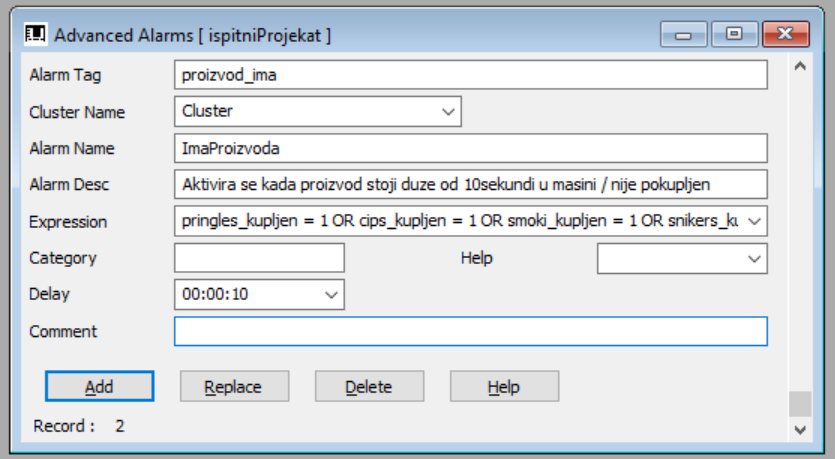 Advanced Alarms [ ispitniProjekat ]
Alarm Tag proizvod_ima
Cluster Name Cluster
Alarm Name ImaProizvoda
Alarm Desc Aktivira se kada proizvod stoji duze od 10sekundi u masini / nije pokupljen
Expression pringles_kupljen = 1 OR cips_kupljen = 1 OR smoki_kupljen = 1 OR snikers_ku
Category Help
Delay 00:00:10
Comment
Add Replace Delete Help
Record : 2